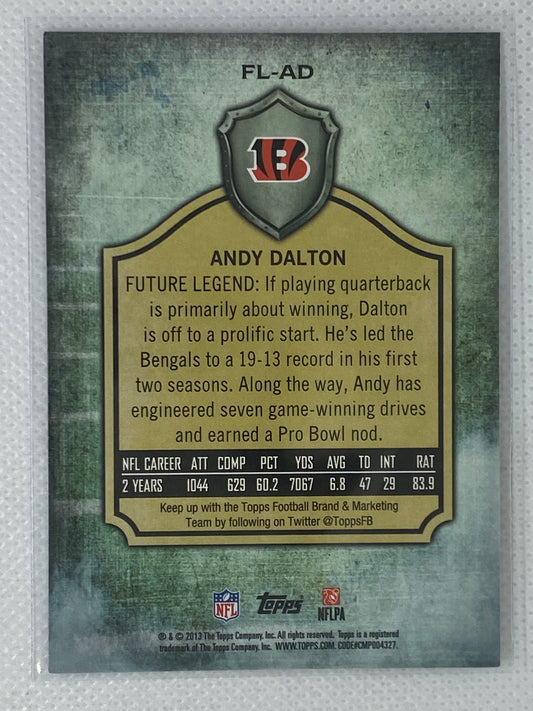 FL-AD
B
ANDY DALTON
FUTURE LEGEND: If playing quarterback
is primarily about winning, Dalton
is off to a prolific start. He's led the
Bengals to a 19-13 record in his first
two seasons. Along the way, Andy has
engineered seven game-winning drives
and earned a Pro Bowl nod.
NFL CAREER ATT COMP PCT YDS AVG TD INT RAT
2 YEARS 1044 629 60.2 7067 6.8 47 29 83.9
Keep up with the Topps Football Brand & Marketing
Team by following on Twitter @ToppsFB
NFL Topps NFLPA
® & © 2013 The Topps Company, Inc. All rights reserved. Topps is a registered
trademark of The Topps Company, Inc. WWW.TOPPS.COM. CODE#CMP004327.